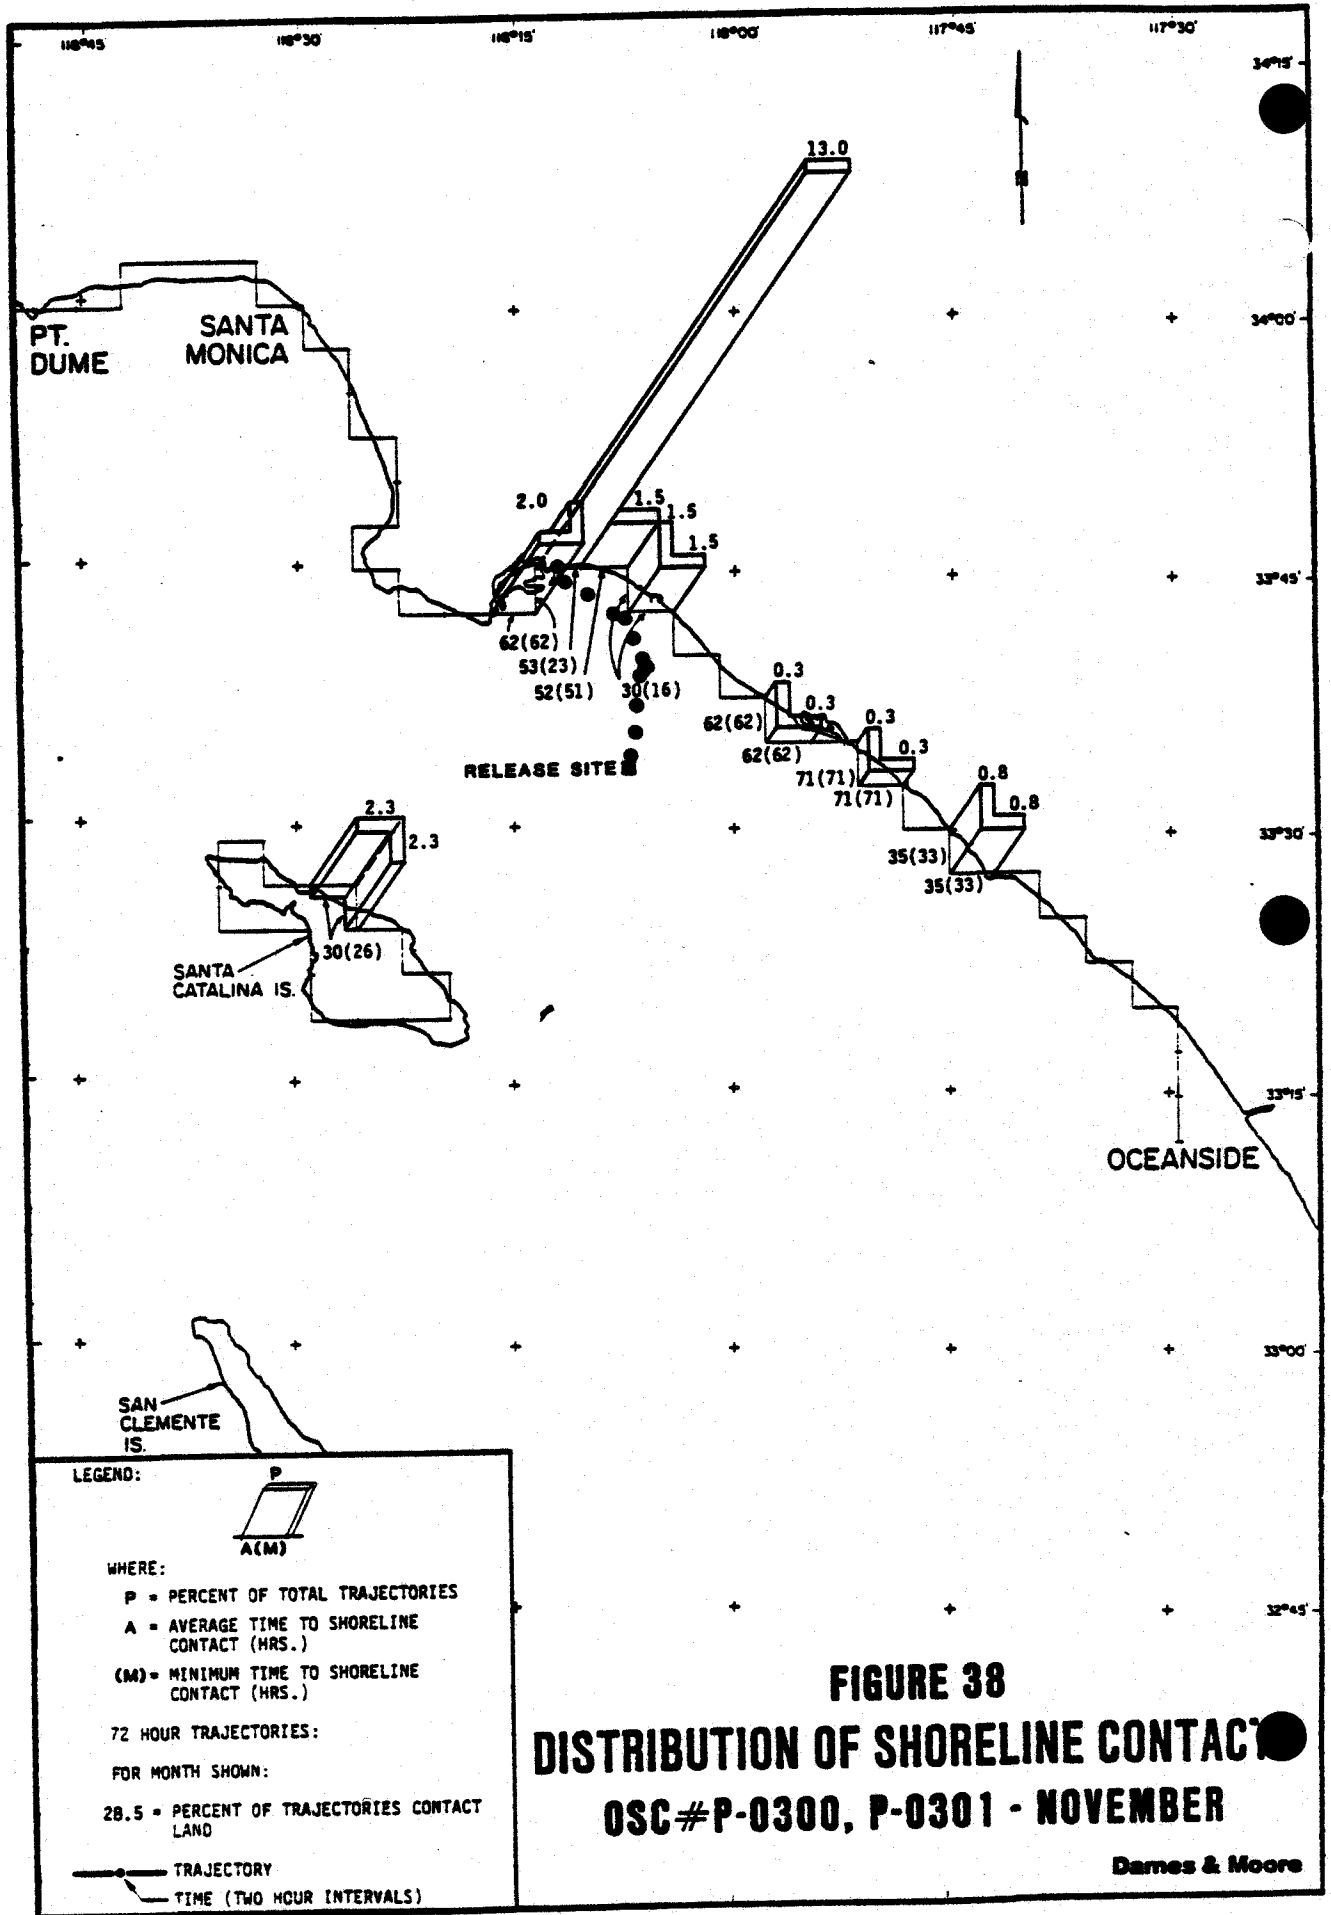 118°45'
118°30'
118°15'
118°00'
117°45'
117°30'
34°15'
13.0
34°00'
PT.
DUME
SANTA
MONICA
2.0
1.5
1.5
1.5
33°45'
62(62)
53(23)
52(51)
30(16)
0.3
62(62)
0.3
62(62)
0.3
71(71)
0.3
71(71)
RELEASE SITE
0.8
0.8
35(33)
35(33)
33°30'
2.3
2.3
30(26)
SANTA
CATALINA IS.
33°15'
OCEANSIDE
33°00'
SAN
CLEMENTE
IS.
32°45'
LEGEND:
P
A(M)
WHERE:
P = PERCENT OF TOTAL TRAJECTORIES
A = AVERAGE TIME TO SHORELINE
CONTACT (HRS.)
(M)= MINIMUM TIME TO SHORELINE
CONTACT (HRS.)
72 HOUR TRAJECTORIES:
FOR MONTH SHOWN:
28.5 = PERCENT OF TRAJECTORIES CONTACT
LAND
TRAJECTORY
TIME (TWO HOUR INTERVALS)
FIGURE 38
DISTRIBUTION OF SHORELINE CONTACT
OSC#P-0300, P-0301 - NOVEMBER
Dames & Moore